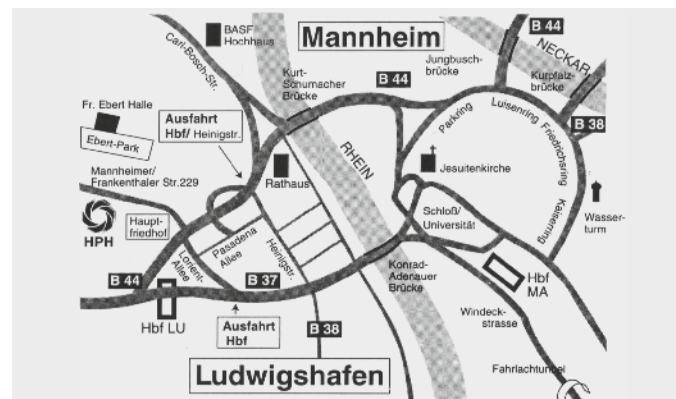 BASF
Hochhaus
Mannheim
B 44
NECKAR
Carl-Bosch-Str.
Kurt-
Schumacher
Brücke
B 44
Jungbusch-
brücke
Kurpfalz-
brücke
Fr. Ebert Halle
Ebert-Park
Ausfahrt
Hbf/ Heinigstr.
Parkring
Luisenring
Friedrichsring
B 38
RHEIN
Mannheimer/
Frankenthaler Str.229
Rathaus
Jesuitenkirche
HPH
Haupt-
friedhof
Schloß/
Universität
Kaiserring
Wasser-
turm
Lorient-
Allee
Pasadena
Allee
Heinigstr.
Konrad-
Adenauer
Brücke
Hbf
MA
B 44
B 37
Hbf LU
Ausfahrt
Hbf
B 38
Windeck-
strasse
Ludwigshafen
Fahrlachtunnel